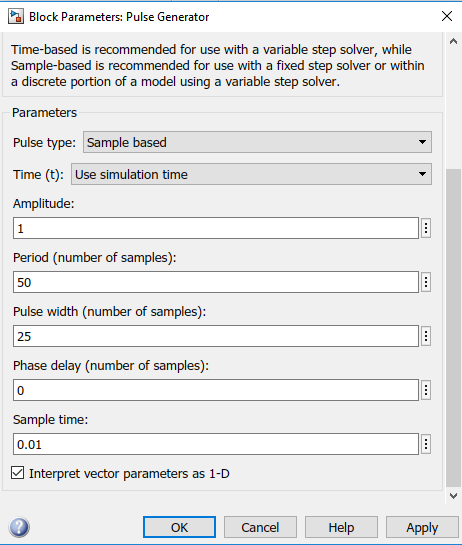 Block Parameters: Pulse Generator
Time-based is recommended for use with a variable step solver, while
Sample-based is recommended for use with a fixed step solver or within
a discrete portion of a model using a variable step solver.
Parameters
Pulse type: Sample based
Time (t): Use simulation time
Amplitude:
1
Period (number of samples):
50
Pulse width (number of samples):
25
Phase delay (number of samples):
0
Sample time:
0.01
Interpret vector parameters as 1-D
? OK Cancel Help Apply